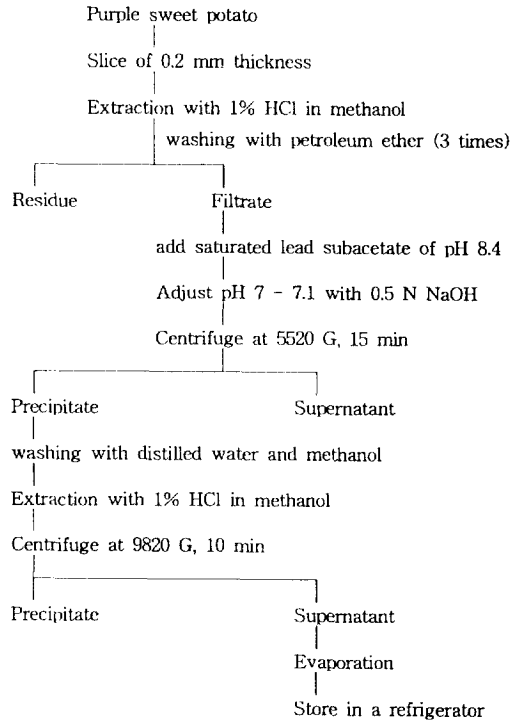 Purple sweet potato
Slice of 0.2 mm thickness
Extraction with 1% HCl in methanol
washing with petroleum ether (3 times)
Residue
Filtrate
add saturated lead subacetate of pH 8.4
Adjust pH 7 - 7.1 with 0.5 N NaOH
Centrifuge at 5520 G, 15 min
Precipitate
Supernatant
washing with distilled water and methanol
Extraction with 1% HCl in methanol
Centrifuge at 9820 G, 10 min
Precipitate
Supernatant
Evaporation
Store in a refrigerator